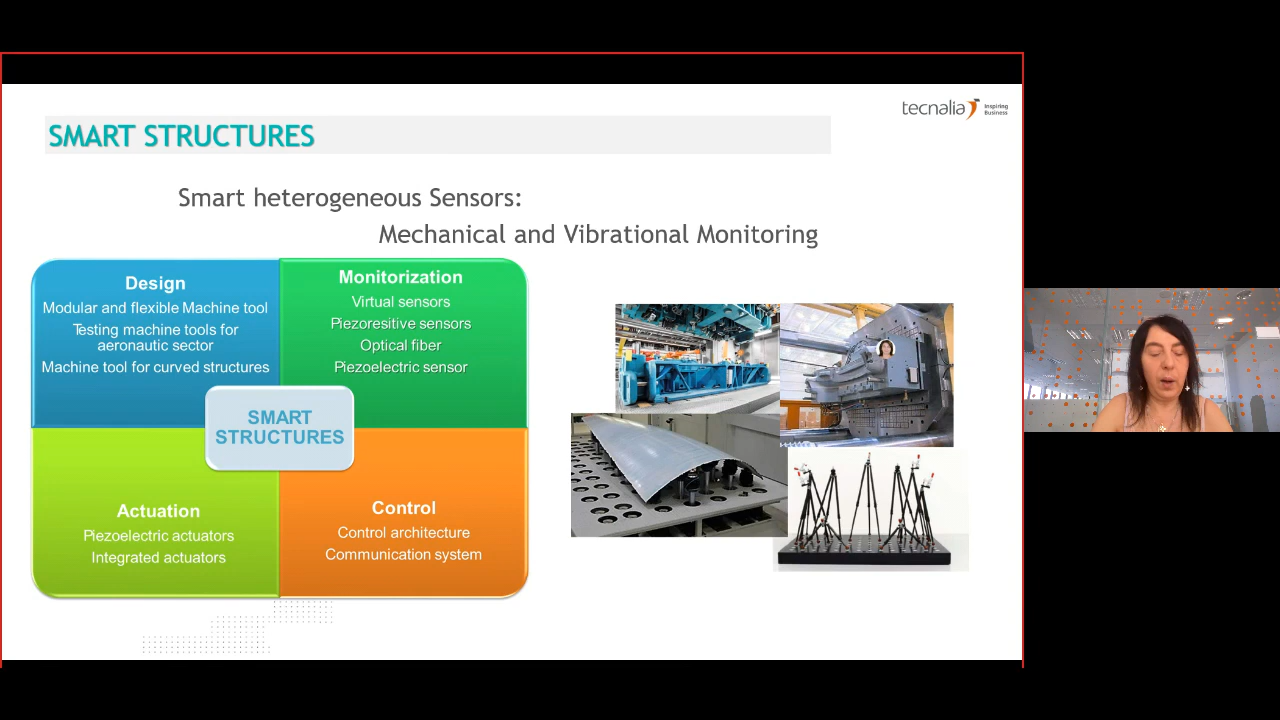 tecnalia
Inspiring
Business
SMART STRUCTURES
Smart heterogeneous Sensors:
Mechanical and Vibrational Monitoring
Design
Modular and flexible Machine tool
Testing machine tools for
aeronautic sector
Machine tool for curved structures
Monitorization
Virtual sensors
Piezoresitive sensors
Optical fiber
Piezoelectric sensor
SMART
STRUCTURES
Actuation
Piezoelectric actuators
Integrated actuators
Control
Control architecture
Communication system